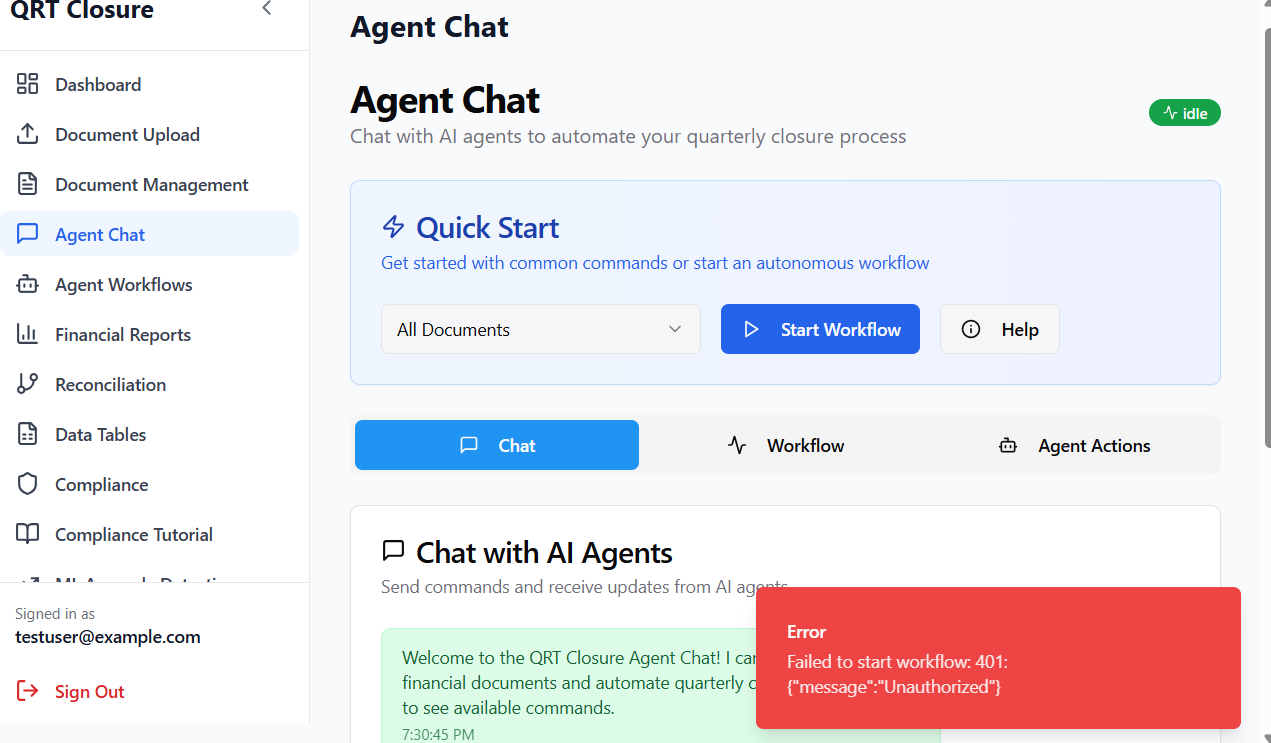 QRT Closure
Dashboard
Document Upload
Document Management
Agent Chat
Agent Workflows
Financial Reports
Reconciliation
Data Tables
Compliance
Compliance Tutorial
Signed in as
testuser@example.com
Sign Out
Agent Chat
Agent Chat
Chat with AI agents to automate your quarterly closure process
idle
Quick Start
Get started with common commands or start an autonomous workflow
All Documents
Start Workflow
Help
Chat
Workflow
Agent Actions
Chat with AI Agents
Send commands and receive updates from AI agents
Welcome to the QRT Closure Agent Chat! I can
financial documents and automate quarterly c
to see available commands.
7:30:45 PM
Error
Failed to start workflow: 401:
{"message":"Unauthorized"}